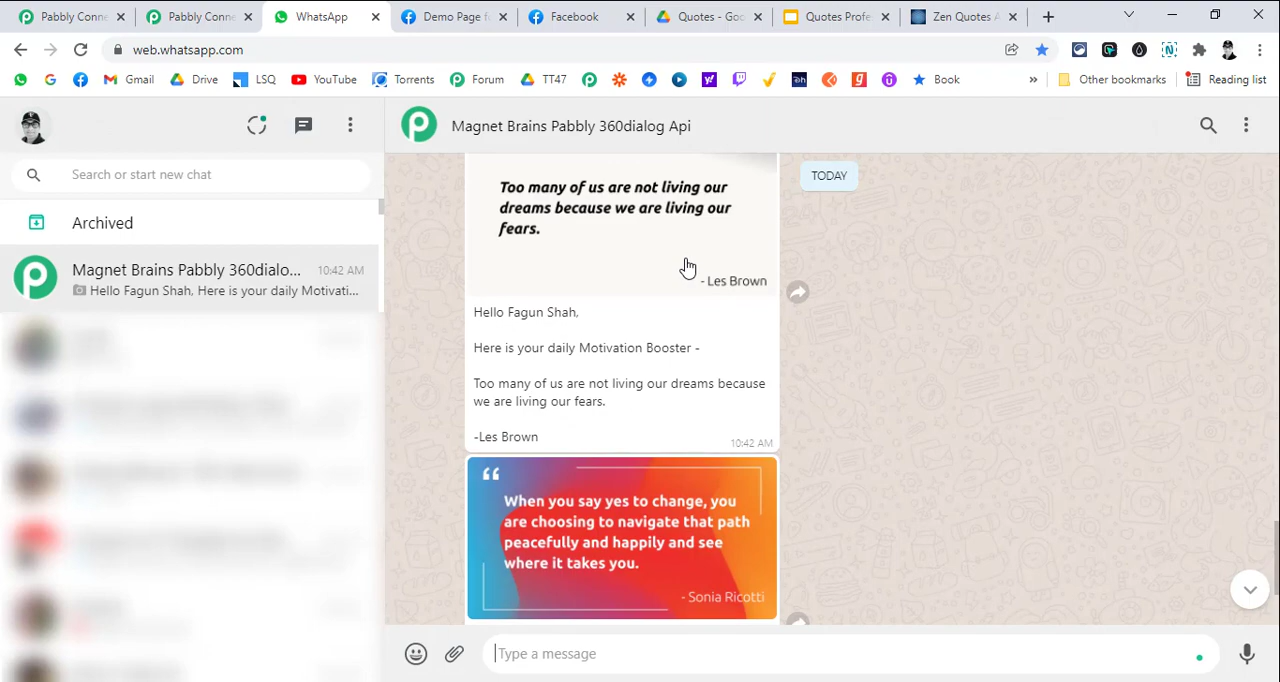 Pabbly Conne
Pabbly Conne
WhatsApp
Demo Page f
Facebook
Quotes - Goo
Quotes Profe
Zen Quotes A
web.whatsapp.com
Gmail
Drive
LSQ
YouTube
Torrents
Forum
TT47
Book
»
Other bookmarks
Reading list
Magnet Brains Pabbly 360dialog Api
Search or start new chat
Archived
Magnet Brains Pabbly 360dialo...
10:42 AM
Hello Fagun Shah, Here is your daily Motivati...
TODAY
Too many of us are not living our
dreams because we are living our
fears.
- Les Brown
Hello Fagun Shah,
Here is your daily Motivation Booster -
Too many of us are not living our dreams because
we are living our fears.
-Les Brown
10:42 AM
“
When you say yes to change, you
are choosing to navigate that path
peacefully and happily and see
where it takes you.
- Sonia Ricotti
Type a message